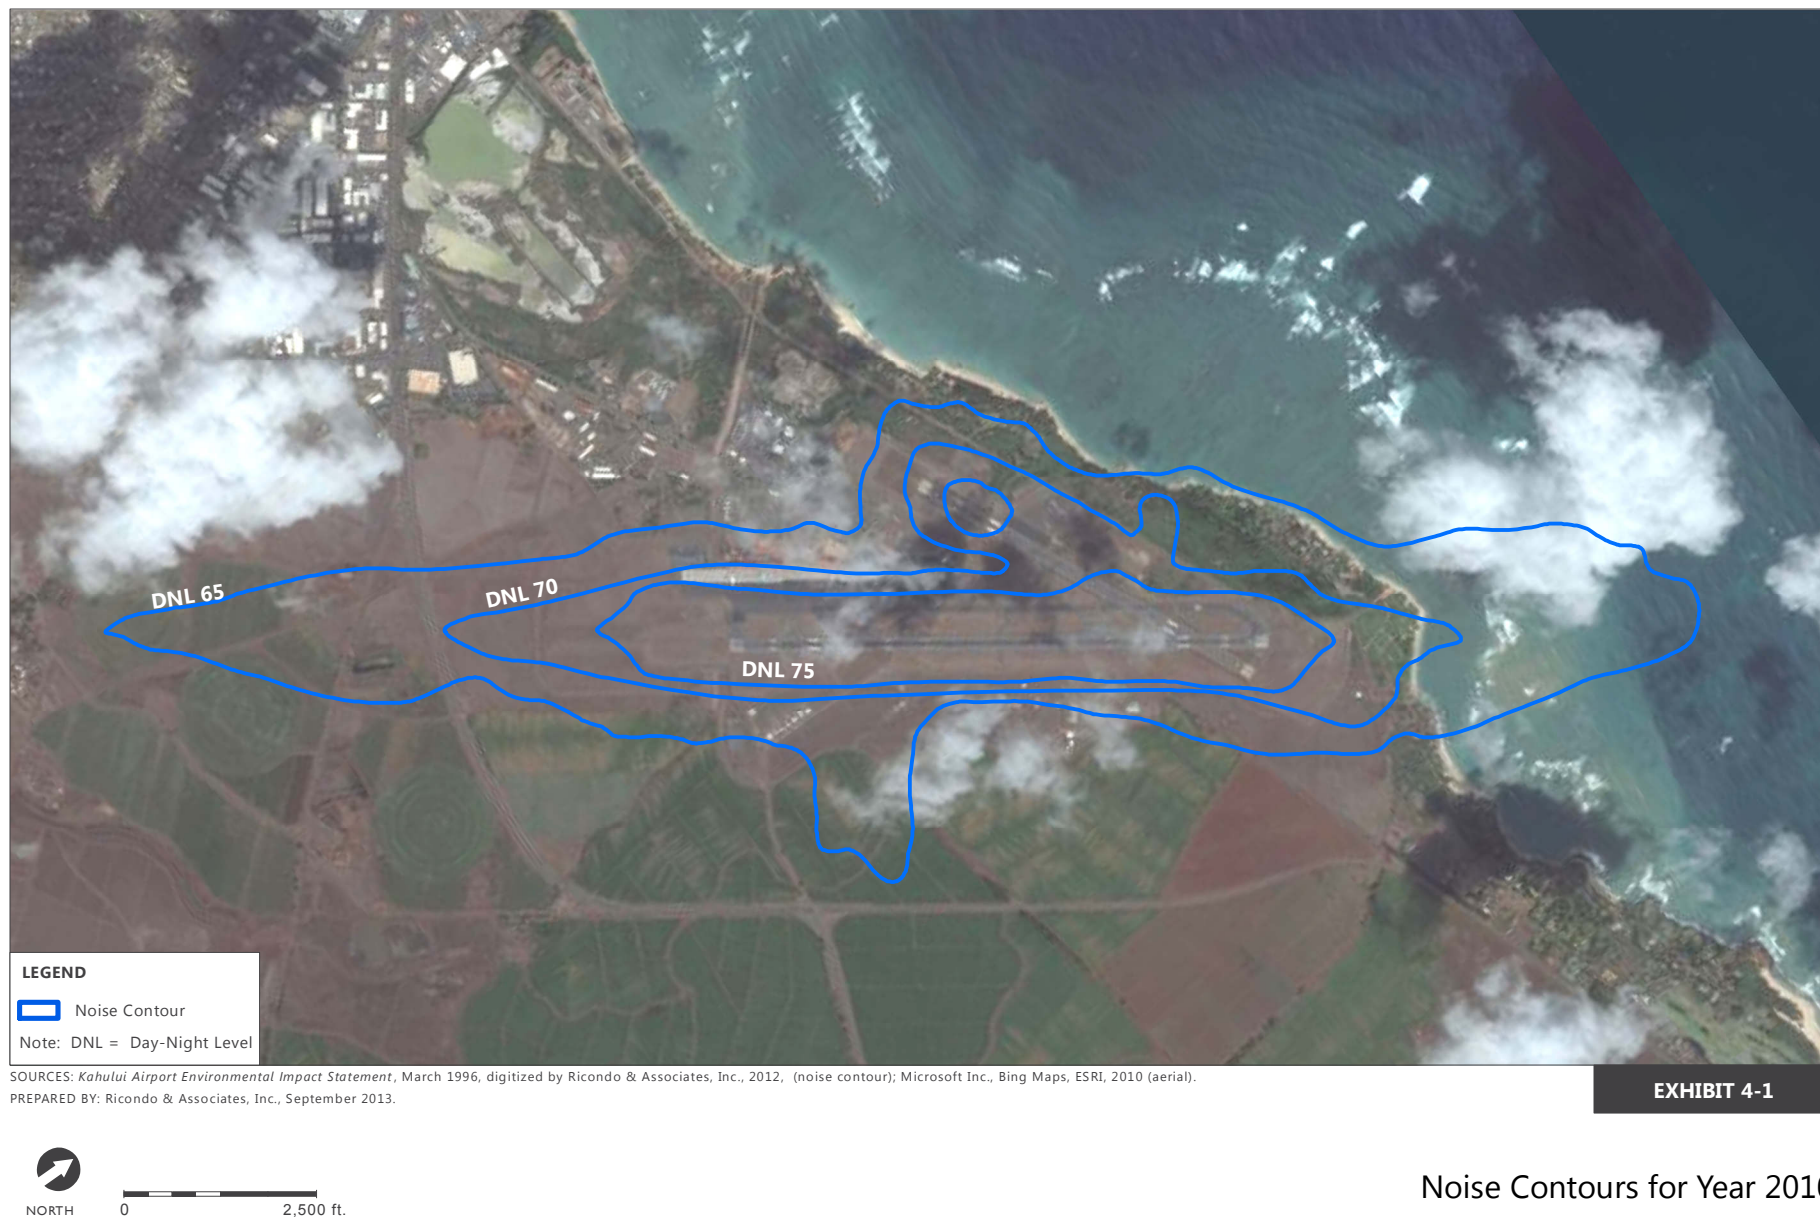 DNL 65
DNL 70
DNL 75
LEGEND
Noise Contour
Note: DNL = Day-Night Level
SOURCES: Kahului Airport Environmental Impact Statement, March 1996, digitized by Ricondo & Associates, Inc., 2012, (noise contour); Microsoft Inc., Bing Maps, ESRI, 2010 (aerial).
PREPARED BY: Ricondo & Associates, Inc., September 2013.
EXHIBIT 4-1
NORTH
0 2,500 ft.
Noise Contours for Year 2010